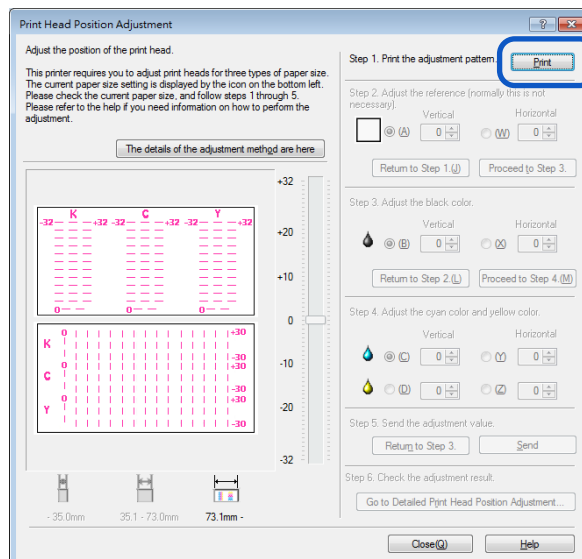 Print Head Position Adjustment
Adjust the position of the print head.
This printer requires you to adjust print heads for three types of paper size.
The current paper size setting is displayed by the icon on the bottom left.
Please check the current paper size, and follow steps 1 through 5.
Please refer to the help if you need information on how to perform the
adjustment.
The details of the adjustment method are here
K C Y
-32 +32 -32 +32 -32 +32
0 0 0
0 +30
K
-30
0 +30
C
-30
0 +30
Y
-30
+32
+20
+10
0
-10
-20
-32
- 35.0mm 35.1 - 73.0mm 73.1mm -
Step 1. Print the adjustment pattern.
Print
Step 2. Adjust the reference (normally this is not
necessary).
Vertical Horizontal
(A) 0 (W) 0
Return to Step 1.(J) Proceed to Step 3.
Step 3. Adjust the black color.
Vertical Horizontal
(B) 0 (X) 0
Return to Step 2.(L) Proceed to Step 4.(M)
Step 4. Adjust the cyan color and yellow color.
Vertical Horizontal
(C) 0 (Y) 0
(D) 0 (Z) 0
Step 5. Send the adjustment value.
Return to Step 3. Send
Step 6. Check the adjustment result.
Go to Detailed Print Head Position Adjustment...
Close(Q) Help